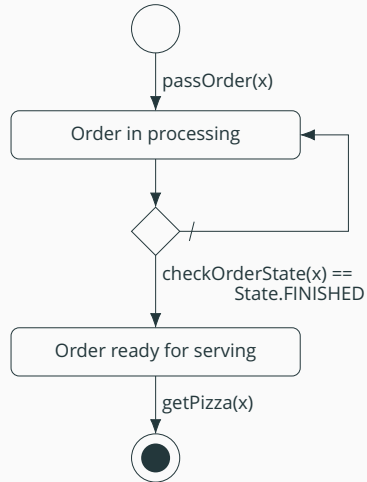 passOrder(x)
Order in processing
checkOrderState(x) ==
State.FINISHED
Order ready for serving
getPizza(x)